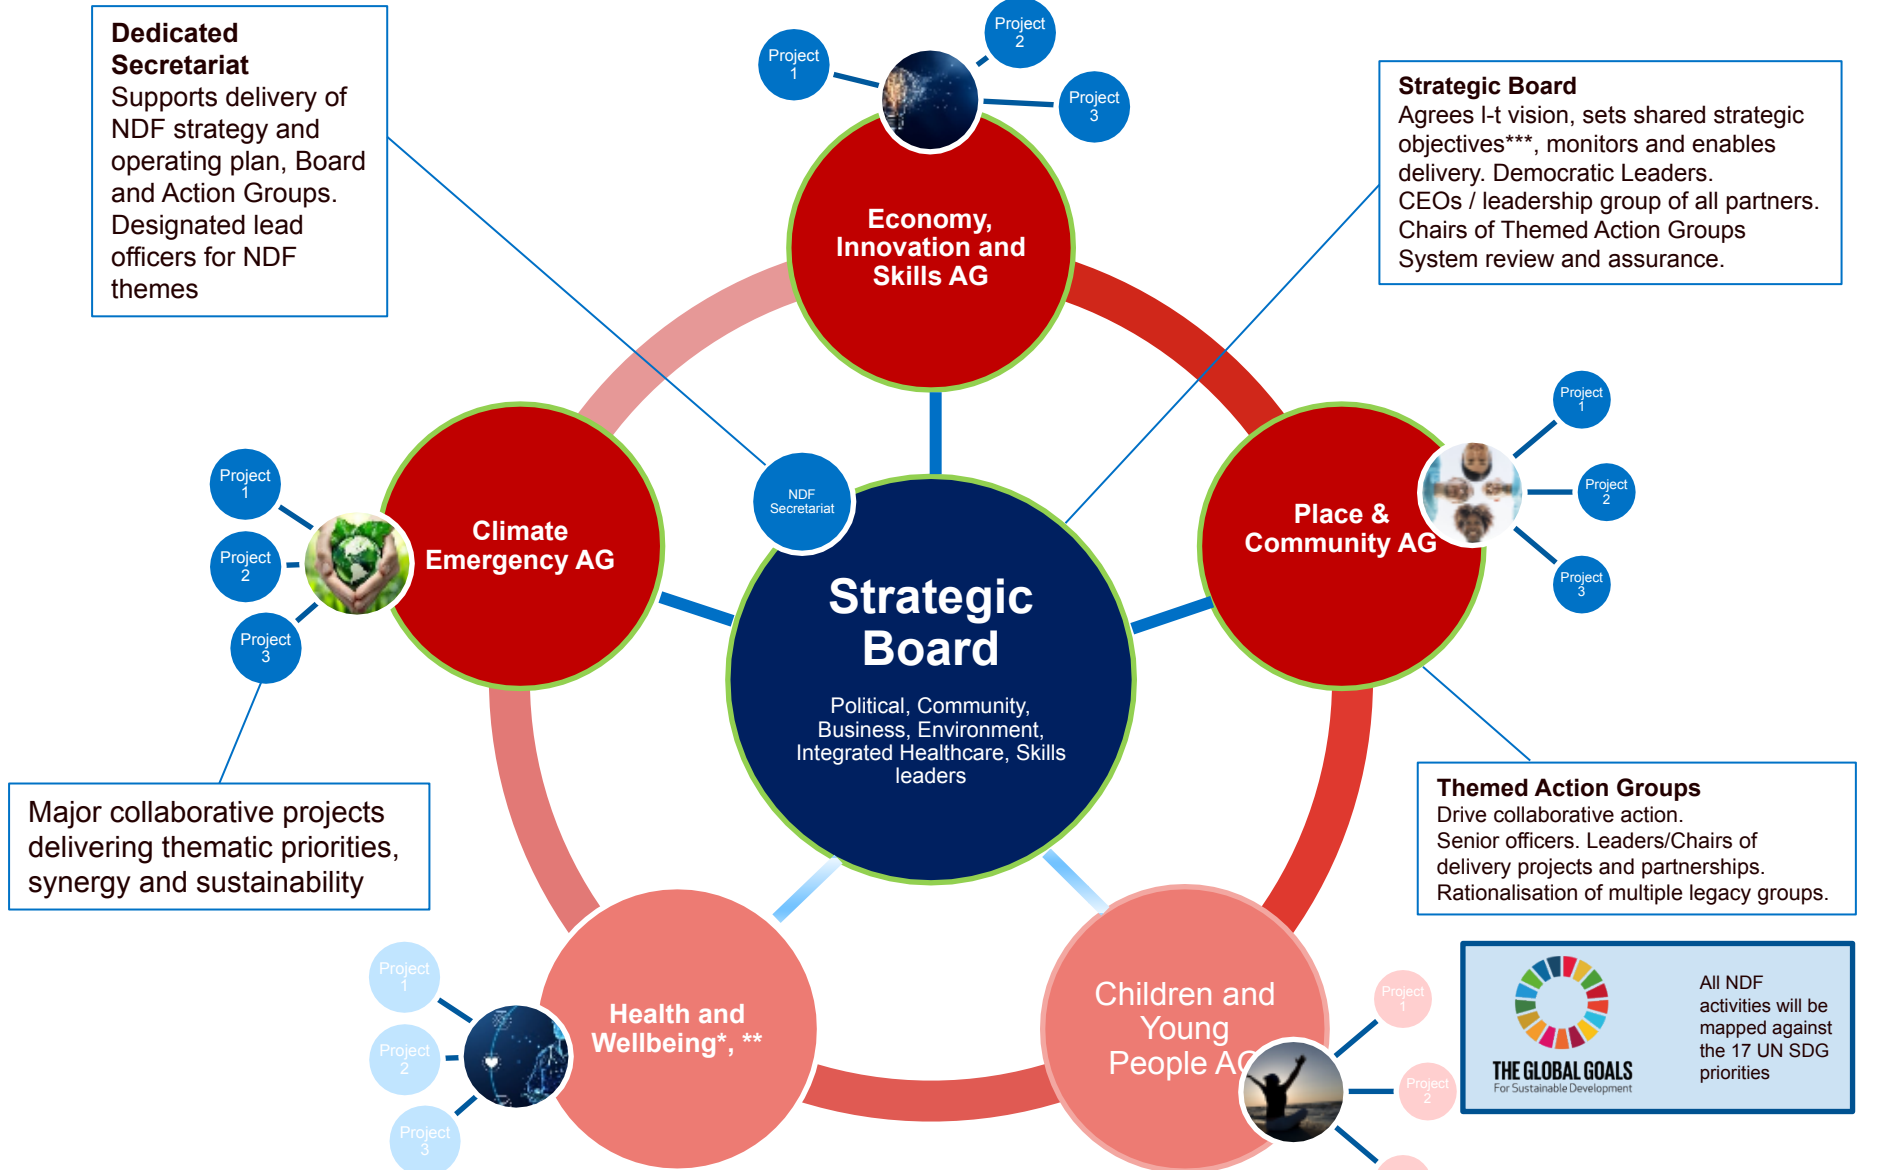 Dedicated
Secretariat
Supports delivery of
NDF strategy and
operating plan, Board
and Action Groups.
Designated lead
officers for NDF
themes
Project
1
Project
2
Project
3
Economy,
Innovation and
Skills AG
Strategic Board
Agrees l-t vision, sets shared strategic
objectives***, monitors and enables
delivery. Democratic Leaders.
CEOs / leadership group of all partners.
Chairs of Themed Action Groups
System review and assurance.
Project
1
Project
2
Project
3
Climate
Emergency AG
NDF
Secretariat
Strategic
Board
Political, Community,
Business, Environment,
Integrated Healthcare, Skills
leaders
Place &
Community AG
Project
1
Project
2
Project
3
Major collaborative projects
delivering thematic priorities,
synergy and sustainability
Themed Action Groups
Drive collaborative action.
Senior officers. Leaders/Chairs of
delivery projects and partnerships.
Rationalisation of multiple legacy groups.
Project
1
Project
2
Project
3
Health and
Wellbeing*, **
Children and
Young
People AG
Project
1
Project
2
THE GLOBAL GOALS
For Sustainable Development
All NDF
activities will be
mapped against
the 17 UN SDG
priorities